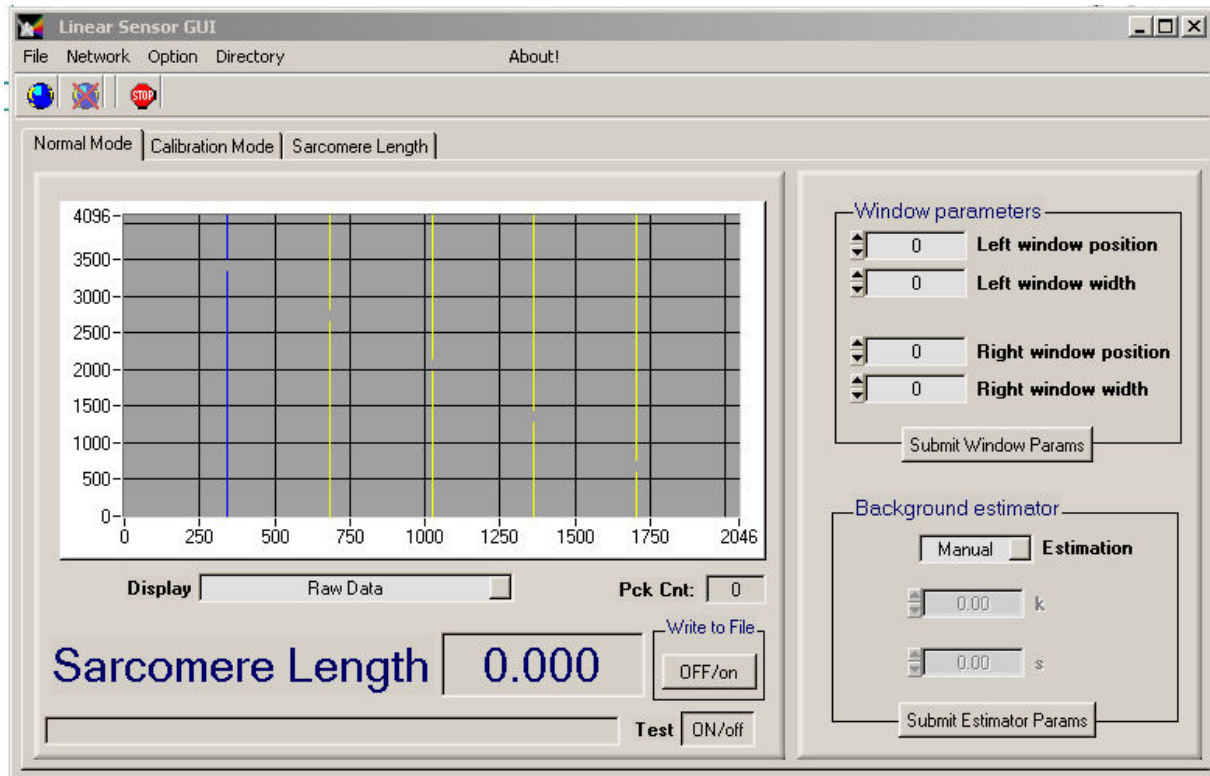 Linear Sensor GUI
File Network Option Directory About!
STOP
Normal Mode Calibration Mode Sarcomere Length
4096
3500
3000
2500
2000
1500
1000
500
0
0 250 500 750 1000 1250 1500 1750 2046
Display Raw Data Pck Cnt: 0
Sarcomere Length 0.000
Write to File
OFF/on
Test ON/off
Window parameters
0 Left window position
0 Left window width
0 Right window position
0 Right window width
Submit Window Params
Background estimator
Manual Estimation
0.00 k
0.00 s
Submit Estimator Params